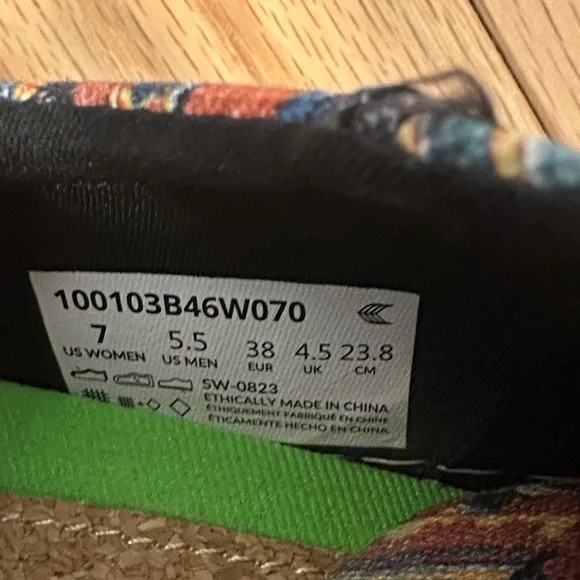 100103B46W070
7 5.5 38 4.5 23.8
US WOMEN US MEN EUR UK CM
SW-0823
ETHICALLY MADE IN CHINA
ÉTHIQUEMENT FABRIQUÉ EN CHINE
ÉTICAMENTE HECHO EN CHINA